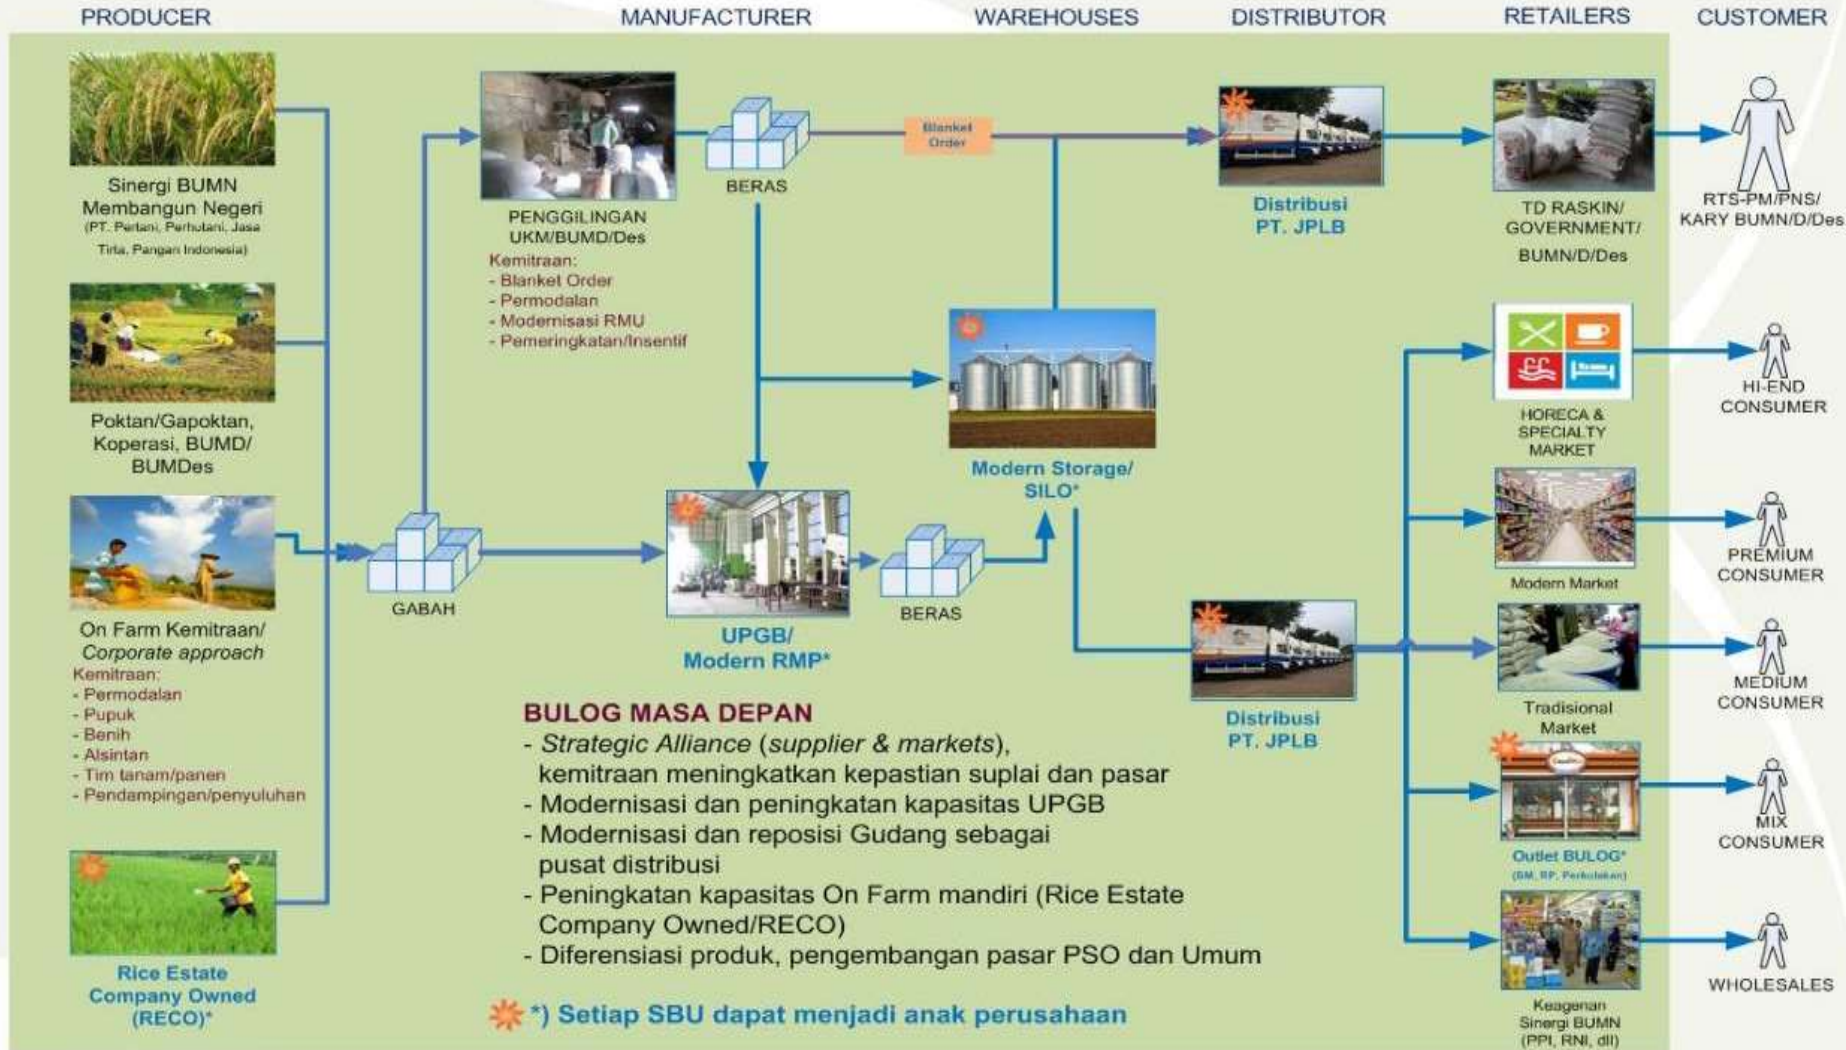 PRODUCER
MANUFACTURER
WAREHOUSES
DISTRIBUTOR
RETAILERS
CUSTOMER
Sinergi BUMN
Membangun Negeri
(PT. Pertani, Perhutani, Jasa
Tirta, Pangan Indonesia)
Poktan/Gapoktan,
Koperasi, BUMD/
BUMDes
On Farm Kemitraan/
Corporate approach
Kemitraan:
- Permodalan
- Pupuk
- Benih
- Alsintan
- Tim tanam/panen
- Pendampingan/penyuluhan
Rice Estate
Company Owned
(RECO)*
GABAH
PENGGILINGAN
UKM/BUMD/Des
Kemitraan:
- Blanket Order
- Permodalan
- Modernisasi RMU
- Pemeringkatan/Insentif
BERAS
Blanket
Order
UPGB/
Modern RMP*
BERAS
Modern Storage/
SILO*
Distribusi
PT. JPLB
Distribusi
PT. JPLB
TD RASKIN/
GOVERNMENT/
BUMN/D/Des
HORECA &
SPECIALTY
MARKET
Modern Market
Tradisional
Market
Outlet BULOG*
(BM, RP, Perkulakan)
Keagenan
Sinergi BUMN
(PPI, RNI, dll)
RTS-PM/PNS/
KARY BUMN/D/Des
HI-END
CONSUMER
PREMIUM
CONSUMER
MEDIUM
CONSUMER
MIX
CONSUMER
WHOLESALES
BULOG MASA DEPAN
- Strategic Alliance (supplier & markets),
kemitraan meningkatkan kepastian suplai dan pasar
- Modernisasi dan peningkatan kapasitas UPGB
- Modernisasi dan reposisi Gudang sebagai
pusat distribusi
- Peningkatan kapasitas On Farm mandiri (Rice Estate
Company Owned/RECO)
- Diferensiasi produk, pengembangan pasar PSO dan Umum
*) Setiap SBU dapat menjadi anak perusahaan